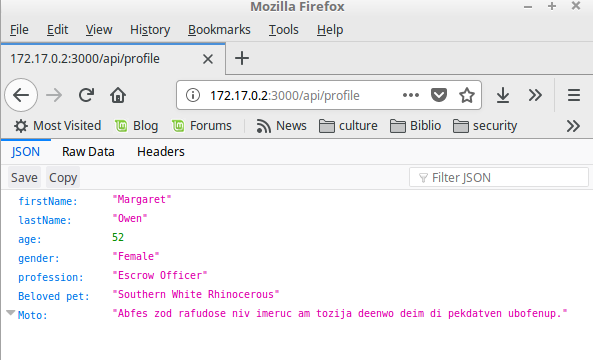 Mozilla Firefox
File Edit View History Bookmarks Tools Help
172.17.0.2:3000/api/profile
172.17.0.2:3000/api/profile
Most Visited Blog Forums News culture Biblio security
JSON Raw Data Headers
Save Copy Filter JSON
firstName: "Margaret"
lastName: "Owen"
age: 52
gender: "Female"
profession: "Escrow Officer"
Beloved pet: "Southern White Rhinocerous"
Moto: "Abfes zod rafudose niv imeruc am tozija deenwo deim di pekdatven ubofenup."